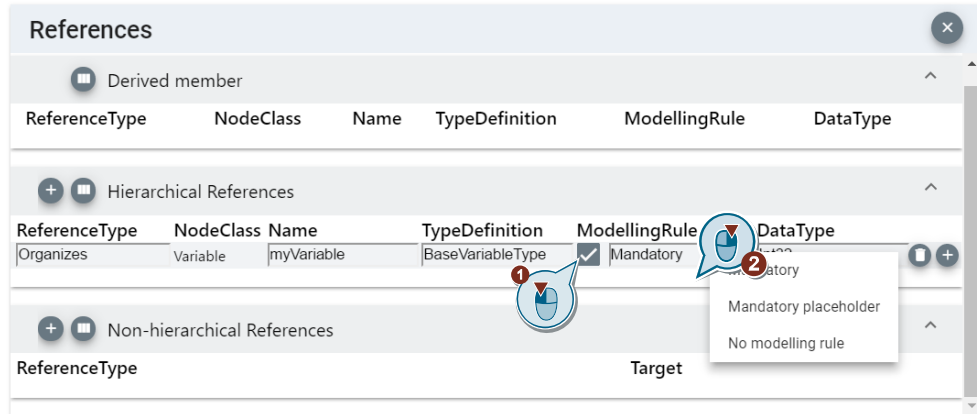 References
Derived member
ReferenceType NodeClass Name TypeDefinition ModellingRule DataType
Hierarchical References
ReferenceType NodeClass Name TypeDefinition ModellingRule DataType
Organizes Variable myVariable BaseVariableType Mandatory
1
2
Mandatory placeholder
No modelling rule
Non-hierarchical References
ReferenceType Target